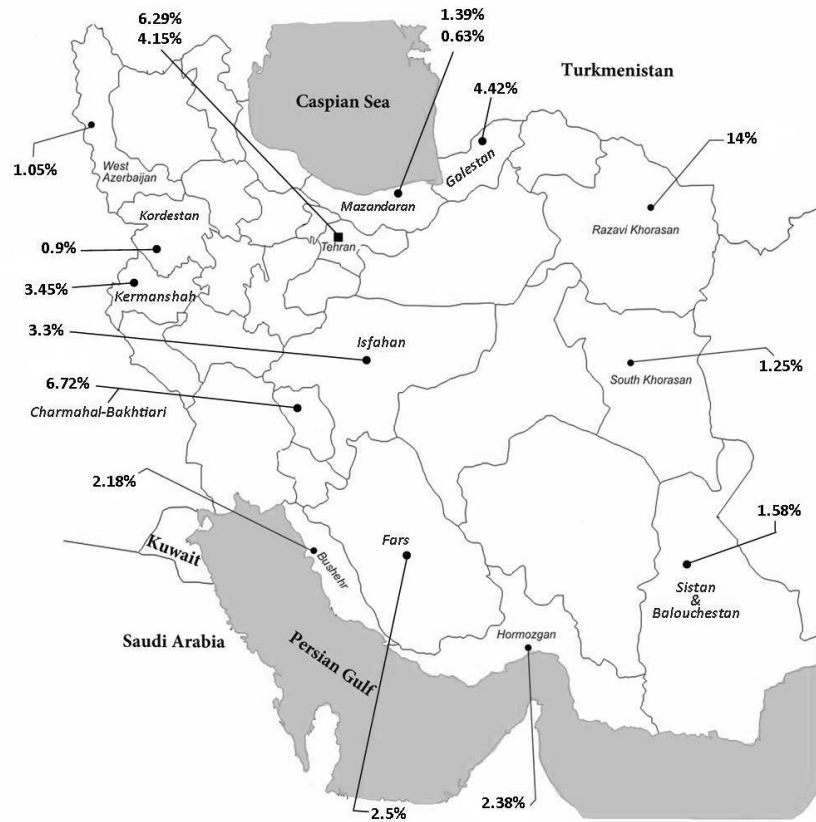 6.29%
4.15%
1.39%
0.63%
Turkmenistan
Caspian Sea
4.42%
14%
1.05%
West
Azerbaijan
Golestan
Mazandaran
Kordestan
Razavi Khorasan
Tehran
0.9%
3.45%
Kermanshah
3.3%
Isfahan
1.25%
South Khorasan
6.72%
Charmahal-Bakhtiari
2.18%
1.58%
Kuwait
Fars
Bushehr
Sistan
&
Balouchestan
Saudi Arabia
Persian Gulf
Hormozgan
2.38%
2.5%